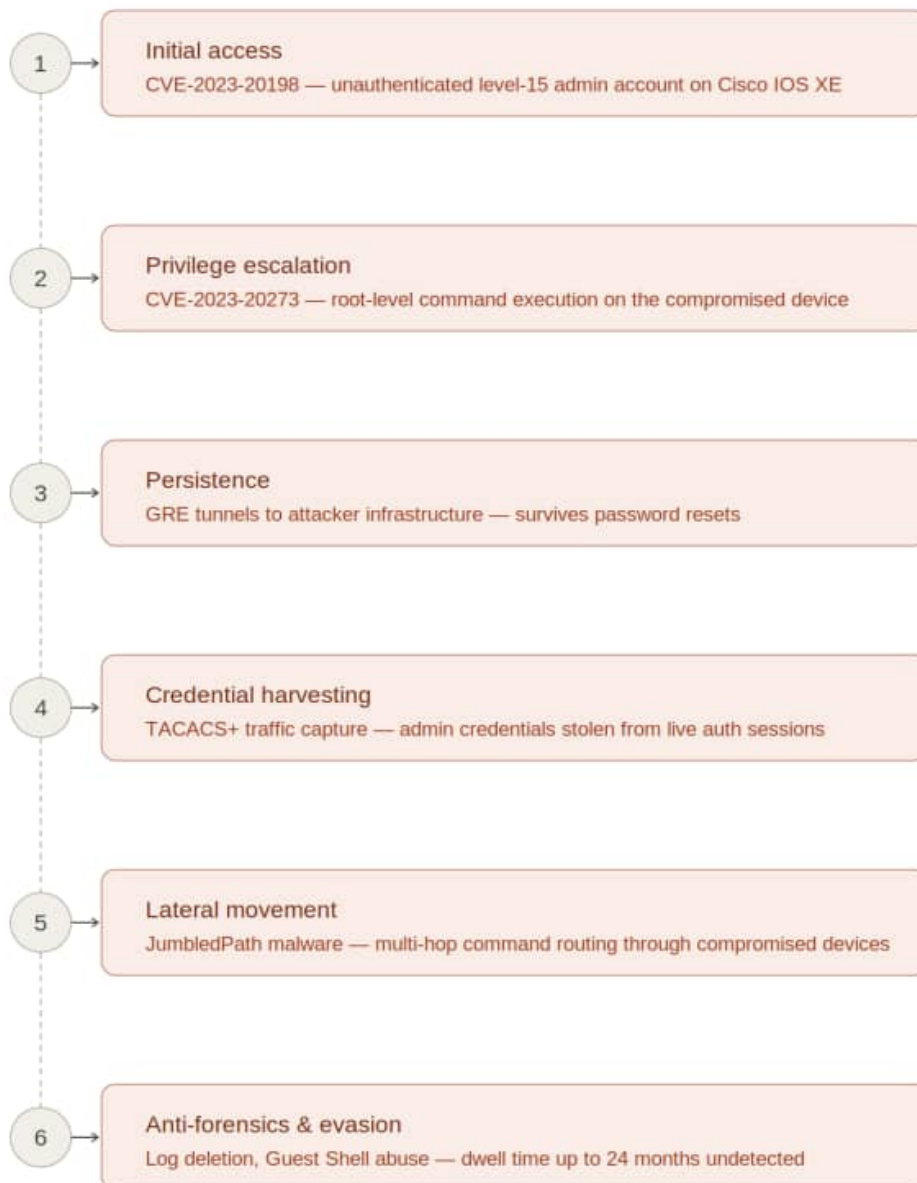 1
Initial access
CVE-2023-20198 — unauthenticated level-15 admin account on Cisco IOS XE
2
Privilege escalation
CVE-2023-20273 — root-level command execution on the compromised device
3
Persistence
GRE tunnels to attacker infrastructure — survives password resets
4
Credential harvesting
TACACS+ traffic capture — admin credentials stolen from live auth sessions
5
Lateral movement
JumbledPath malware — multi-hop command routing through compromised devices
6
Anti-forensics & evasion
Log deletion, Guest Shell abuse — dwell time up to 24 months undetected